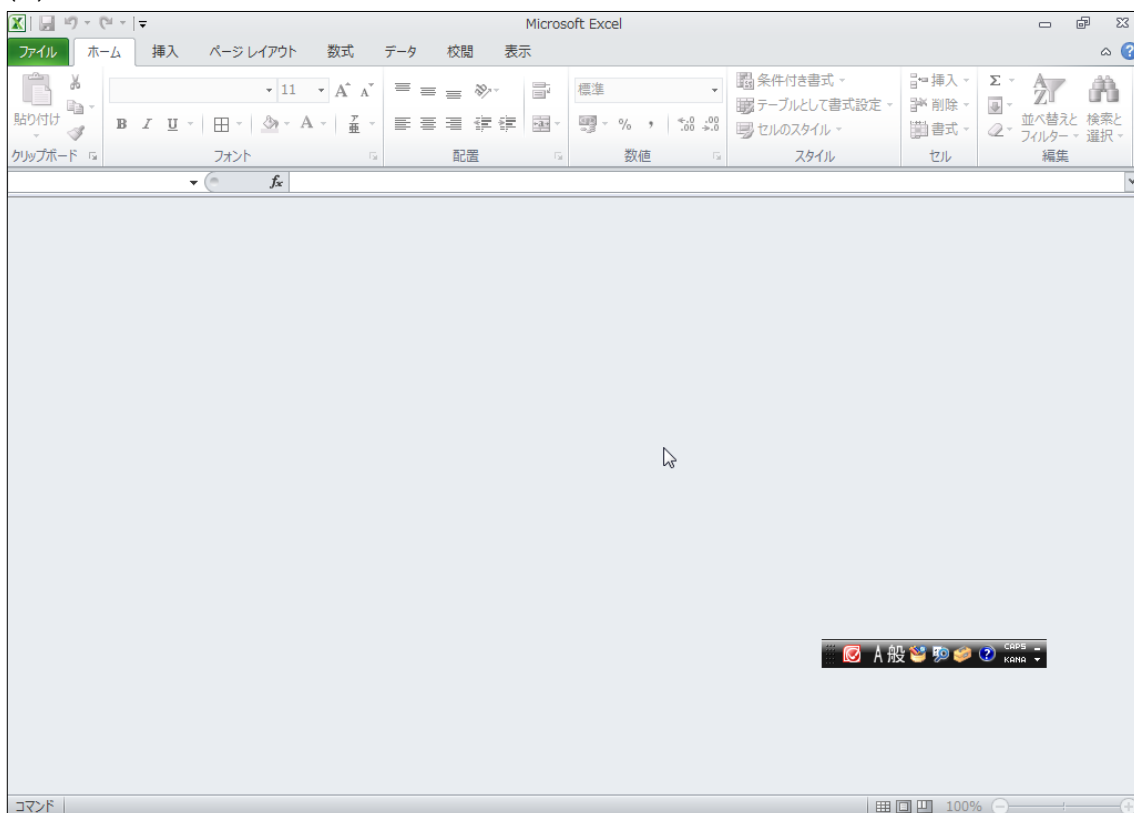 Microsoft Excel
ファイル ホーム 挿入 ページ レイアウト 数式 データ 校閲 表示
貼り付け
11
B I U
A
標準
%
条件付き書式
テーブルとして書式設定
セルのスタイル
挿入
削除
書式
Σ
並べ替えと
フィルター
検索と
選択
クリップボード フォント 配置 数値 スタイル セル 編集
fx
A 般 CAPS
KANA
コマンド 100%